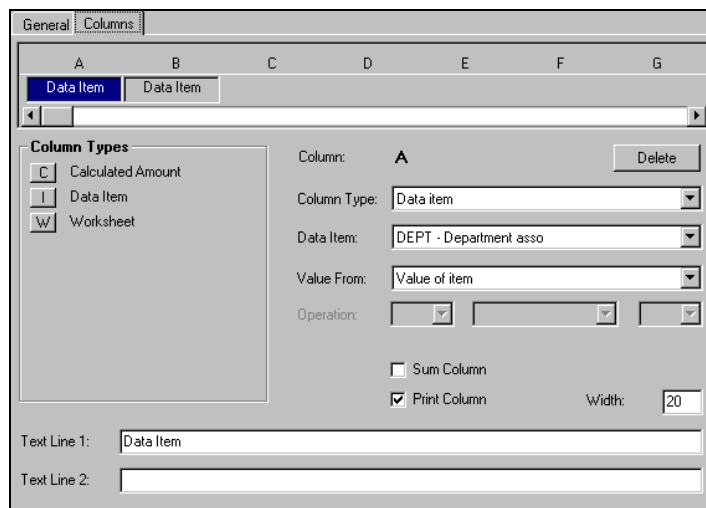 General Columns
A B C D E F G
Data Item Data Item
Column Types
C Calculated Amount
I Data Item
W Worksheet
Column: A Delete
Column Type: Data item
Data Item: DEPT - Department asso
Value From: Value of item
Operation:
Sum Column
Print Column Width: 20
Text Line 1: Data Item
Text Line 2: